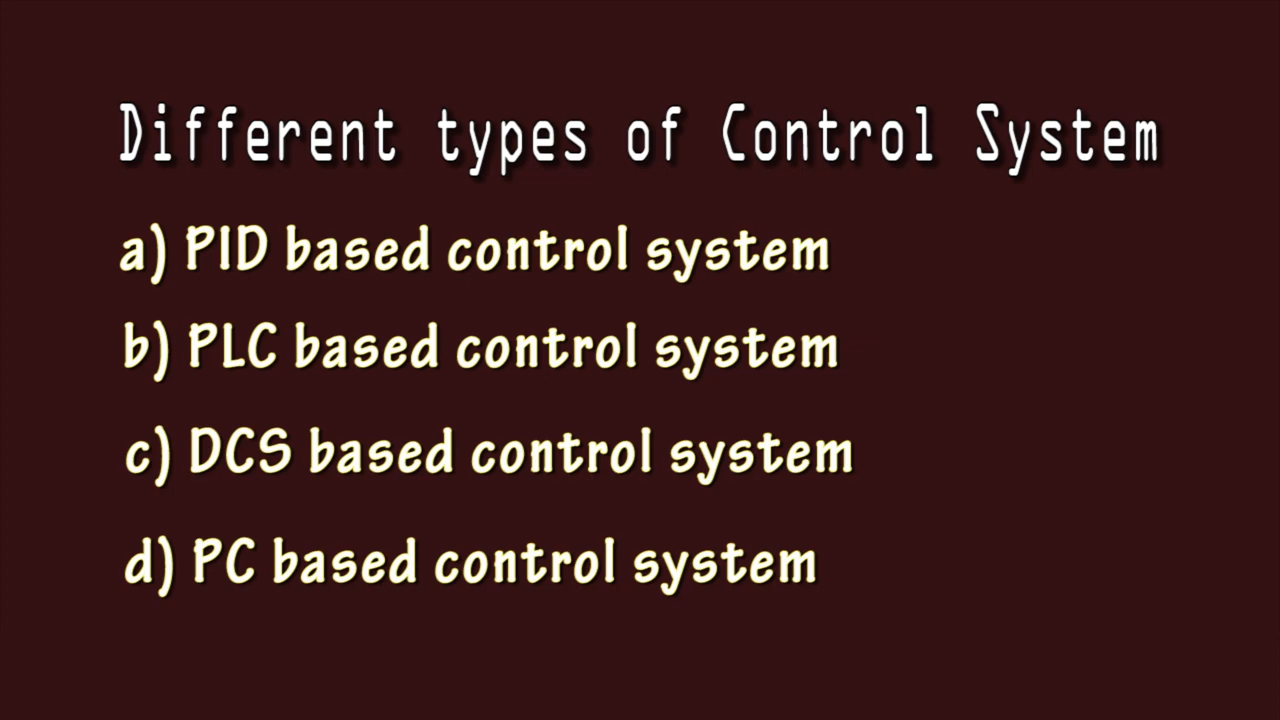 Different types of Control System
a) PID based control system
b) PLC based control system
c) DCS based control system
d) PC based control system